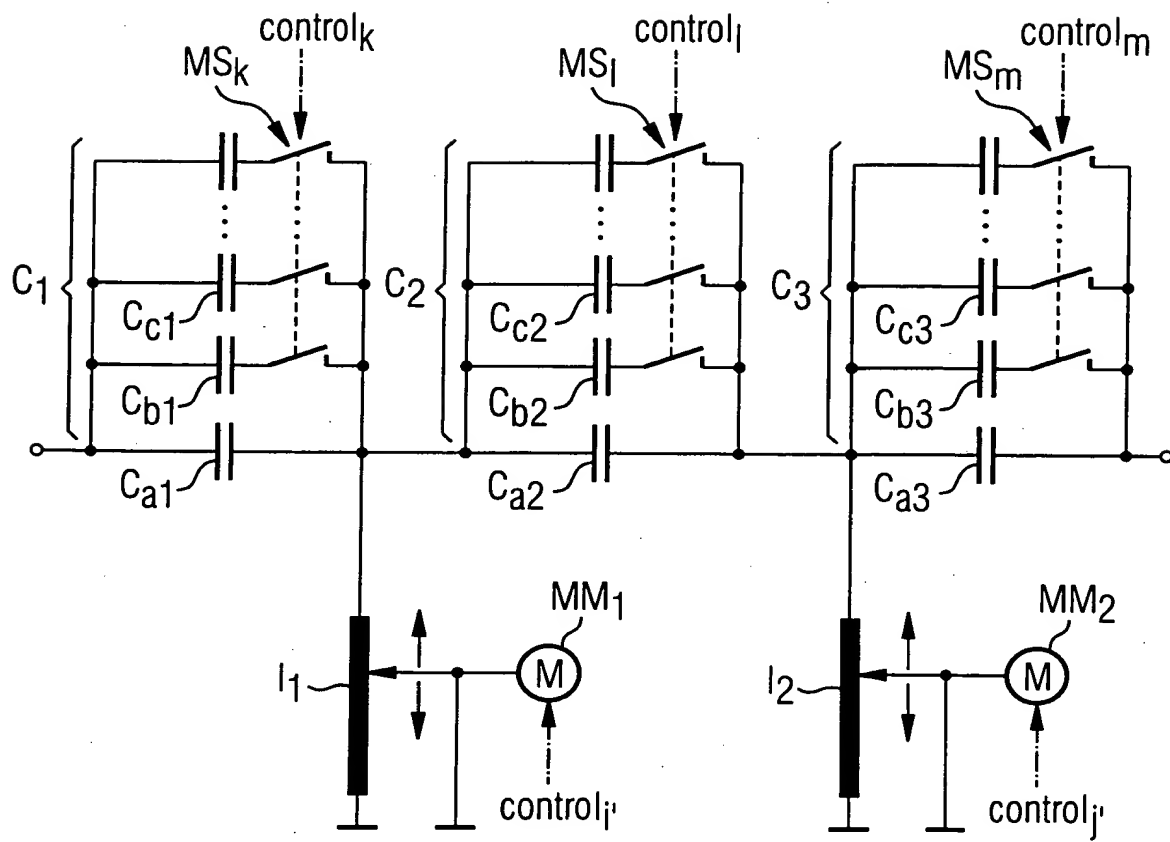 control_k
control_l
control_m
MS_k
MS_l
MS_m
C_1
C_2
C_3
C_c1
C_c2
C_c3
C_b1
C_b2
C_b3
C_a1
C_a2
C_a3
MM_1
MM_2
l_1
M
l_2
M
control_i'
control_j'